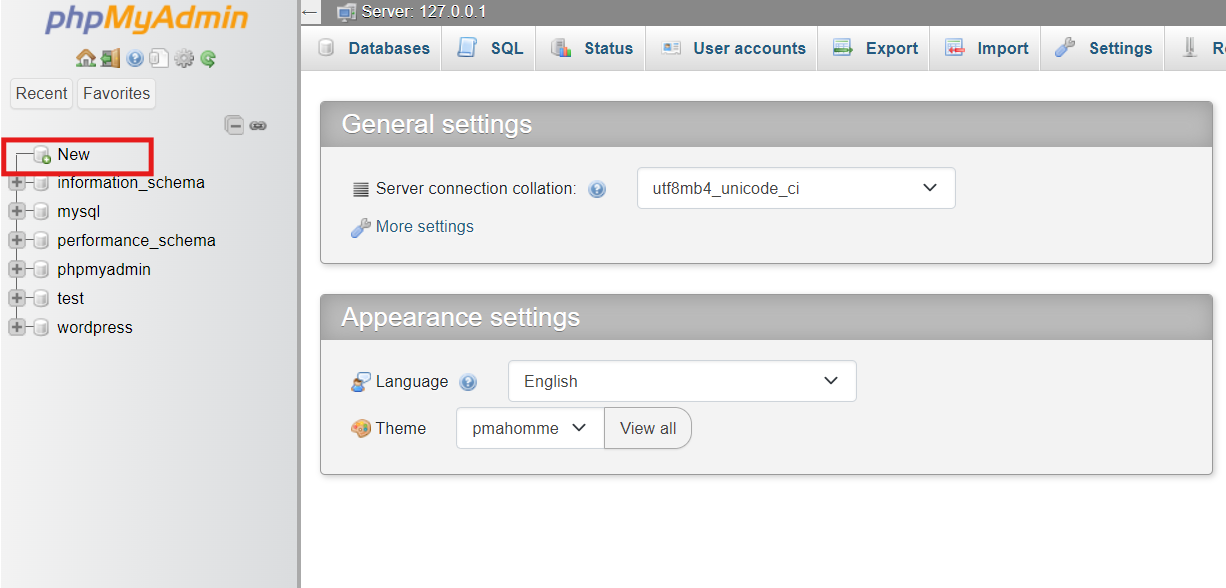 phpMyAdmin
Recent Favorites
New
information_schema
mysql
performance_schema
phpmyadmin
test
wordpress
Server: 127.0.0.1
Databases SQL Status User accounts Export Import Settings
General settings
Server connection collation: utf8mb4_unicode_ci
More settings
Appearance settings
Language English
Theme pmahomme View all